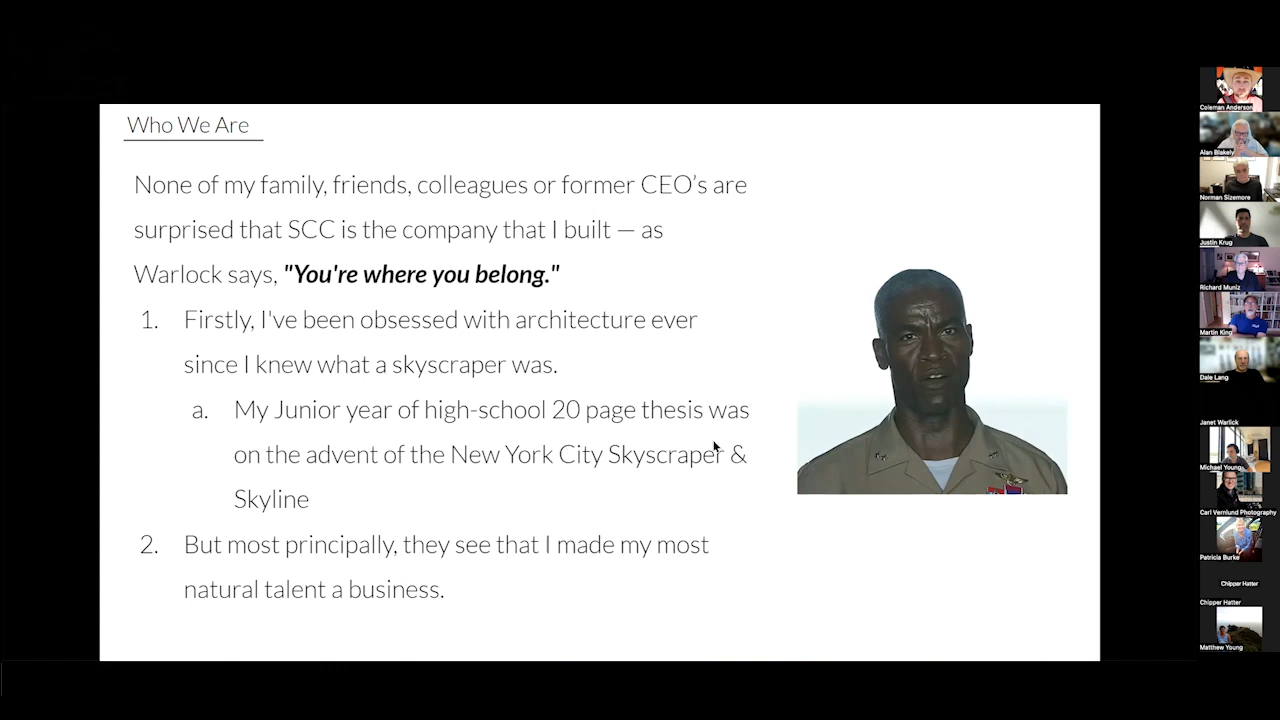 Who We Are
None of my family, friends, colleagues or former CEO’s are
surprised that SCC is the company that I built — as
Warlock says, "You're where you belong."
1. Firstly, I've been obsessed with architecture ever
since I knew what a skyscraper was.
a. My Junior year of high-school 20 page thesis was
on the advent of the New York City Skyscraper &
Skyline
2. But most principally, they see that I made my most
natural talent a business.
Coleman Anderson
Alan Blakely
Norman Sizemore
Justin Krug
Richard Muniz
Martin King
Dale Lang
Janet Warlick
Michael Young
Carl Vernlund Photography
Patricia Burke
Chipper Hatter
Chipper Hatter
Matthew Young